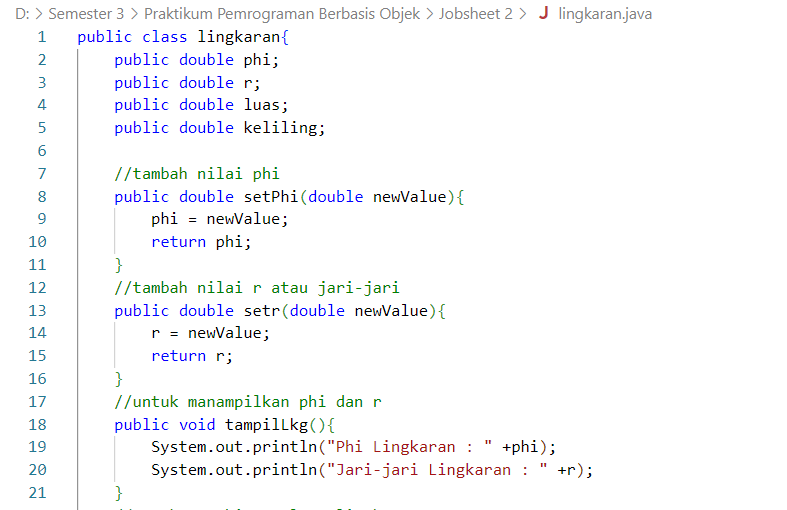 D: > Semester 3 > Praktikum Pemrograman Berbasis Objek > Jobsheet 2 > J lingkaran.java
1 public class lingkaran{
2     public double phi;
3     public double r;
4     public double luas;
5     public double keliling;
6
7     //tambah nilai phi
8     public double setPhi(double newValue){
9         phi = newValue;
10         return phi;
11     }
12     //tambah nilai r atau jari-jari
13     public double setr(double newValue){
14         r = newValue;
15         return r;
16     }
17     //untuk manampilkan phi dan r
18     public void tampilLkg(){
19         System.out.println("Phi Lingkaran : " +phi);
20         System.out.println("Jari-jari Lingkaran : " +r);
21     }